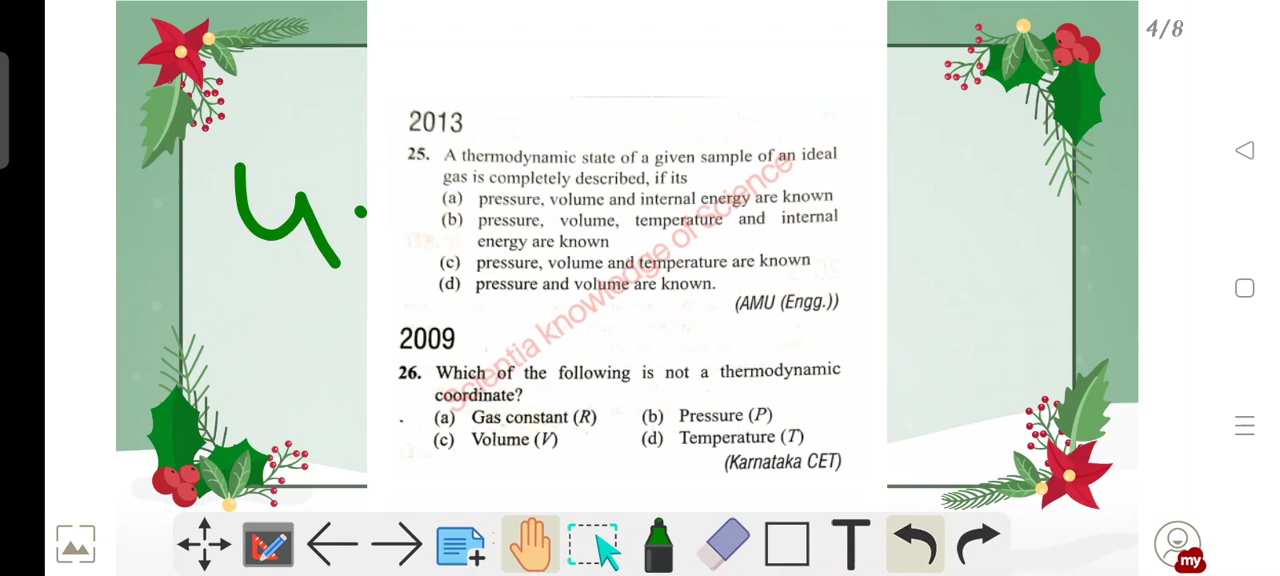 4/8
4.
2013
25. A thermodynamic state of a given sample of an ideal
gas is completely described, if its
(a) pressure, volume and internal energy are known
(b) pressure, volume, temperature and internal
energy are known
(c) pressure, volume and temperature are known
(d) pressure and volume are known.
(AMU (Engg.))
2009
26. Which of the following is not a thermodynamic
coordinate?
(a) Gas constant (R) (b) Pressure (P)
(c) Volume (V) (d) Temperature (T)
(Karnataka CET)
Scientia knowledge of Science
T
my